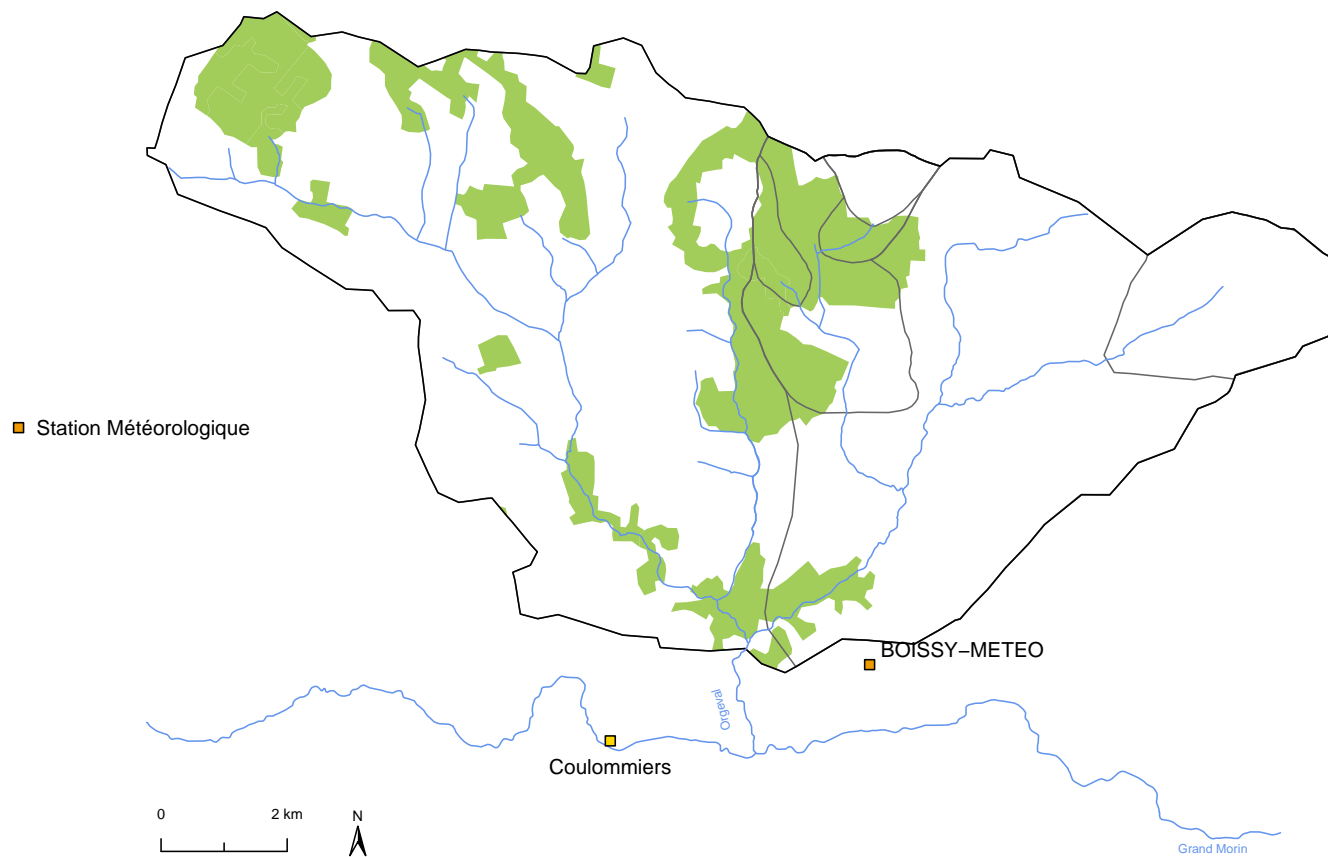 Station Météorologique
BOISSY–METEO
Orgeval
Coulommiers
0 2 km
N
Grand Morin